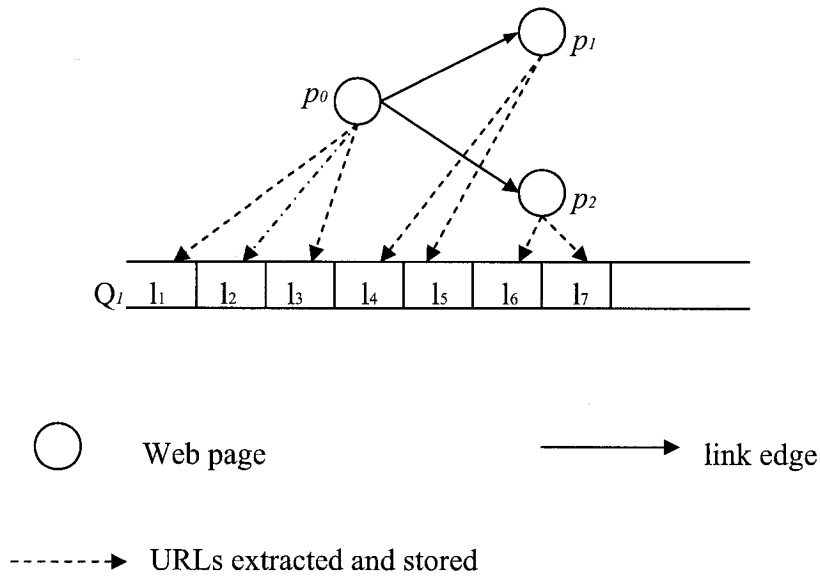 p₁
p₀
p₂
Q₁ l₁ l₂ l₃ l₄ l₅ l₆ l₇
Web page
link edge
URLs extracted and stored